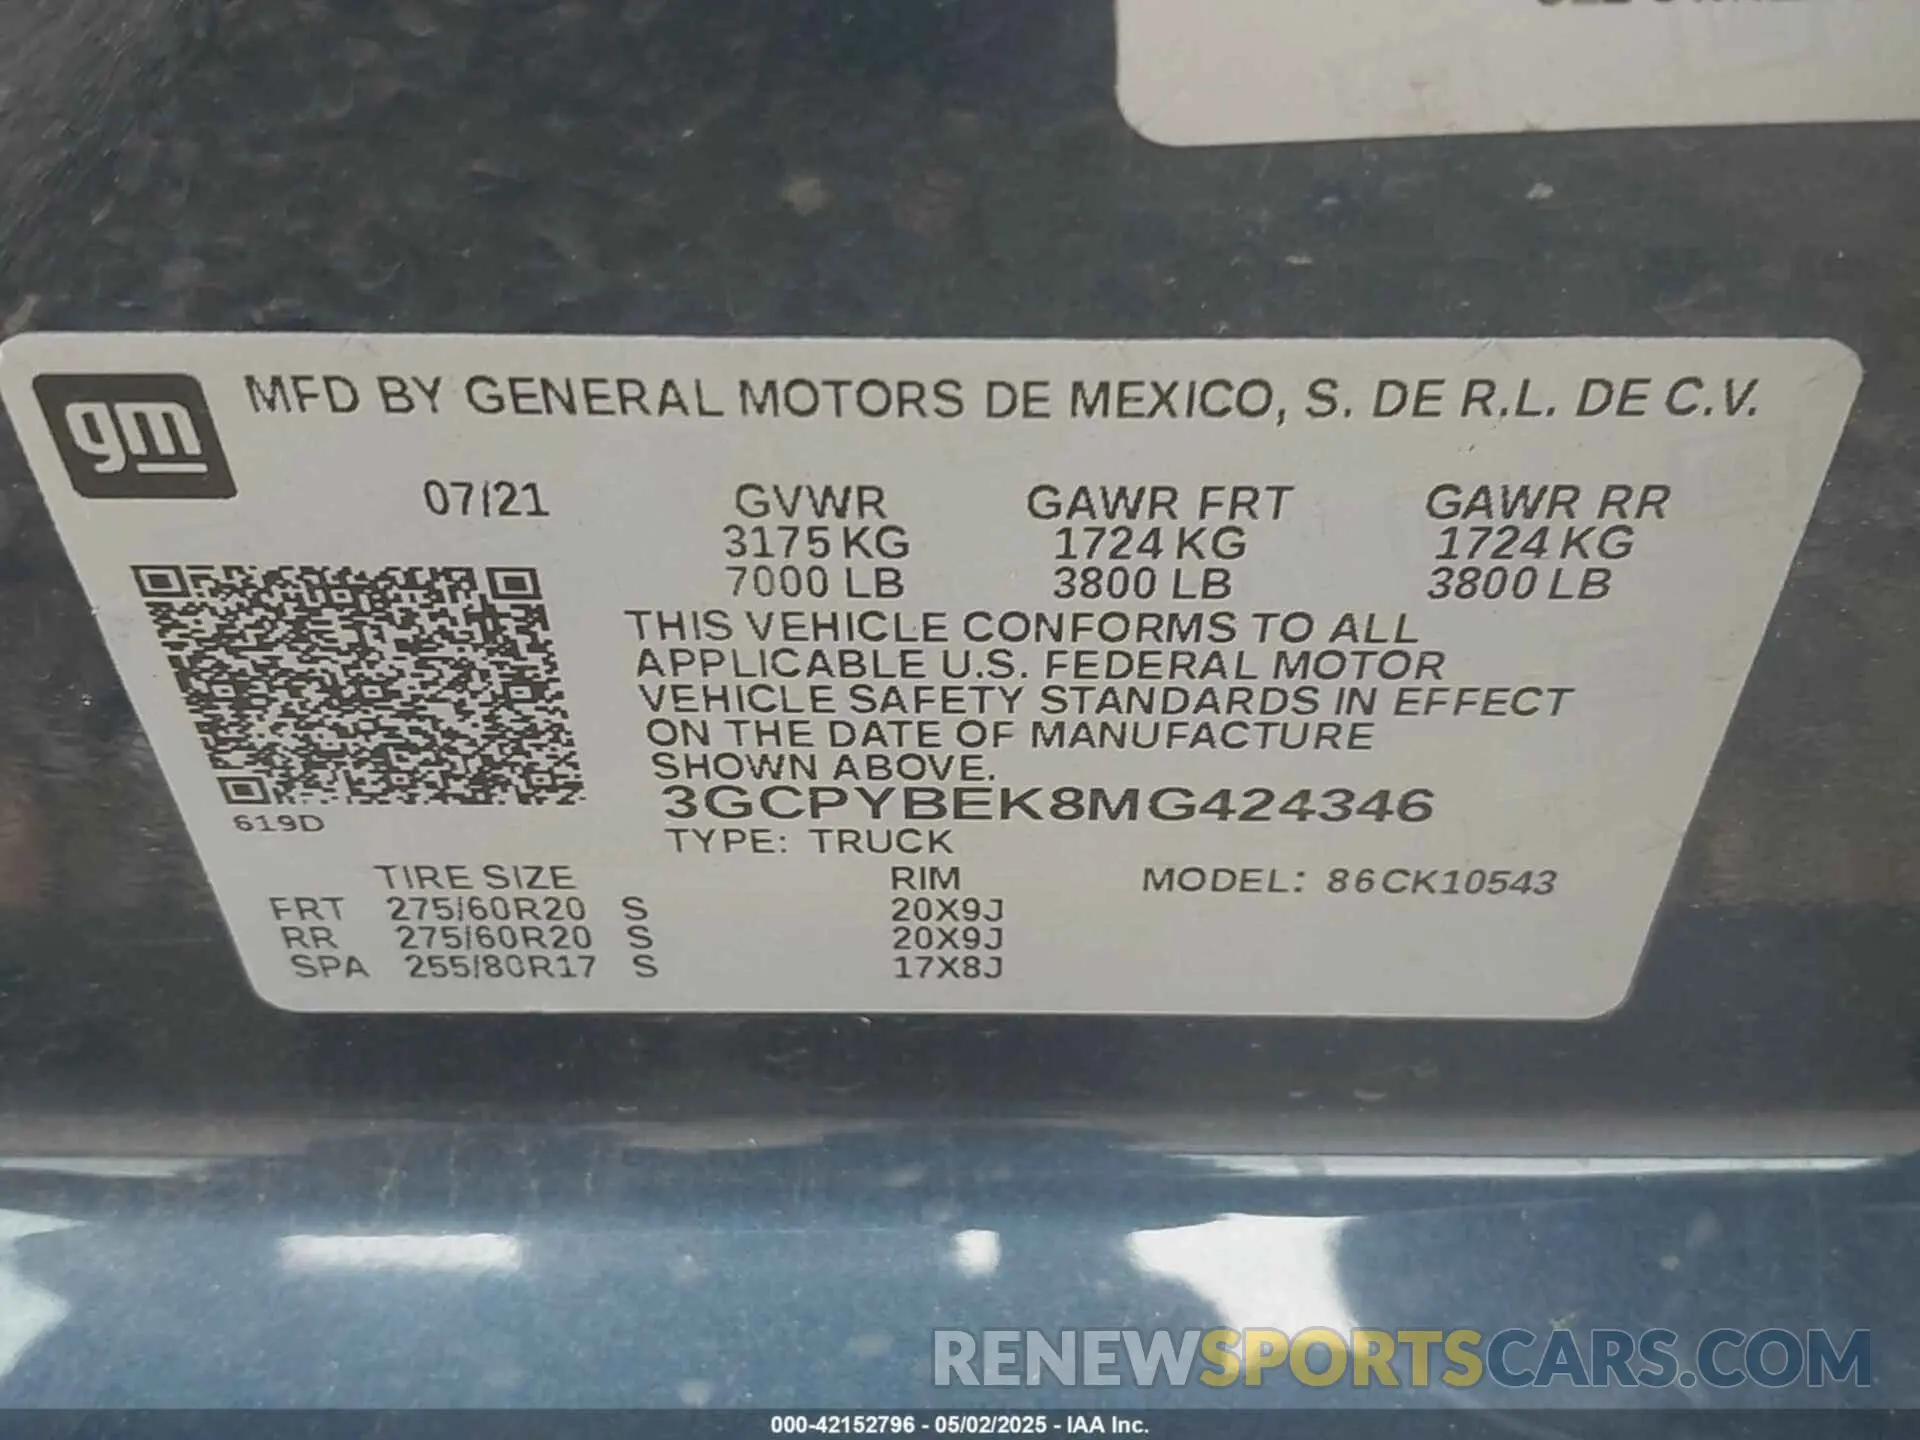 gm
MFD BY GENERAL MOTORS DE MEXICO, S. DE R.L. DE C.V.
07/21 GVWR GAWR FRT GAWR RR
3175 KG 1724 KG 1724 KG
7000 LB 3800 LB 3800 LB
THIS VEHICLE CONFORMS TO ALL
APPLICABLE U.S. FEDERAL MOTOR
VEHICLE SAFETY STANDARDS IN EFFECT
ON THE DATE OF MANUFACTURE
SHOWN ABOVE.
3GCPYBEK8MG424346
619D
TYPE: TRUCK
TIRE SIZE RIM MODEL: 86CK10543
FRT 275/60R20 S 20X9J
RR 275/60R20 S 20X9J
SPA 255/80R17 S 17X8J
RENEWSPORTSCARS.COM
000-42152796 - 05/02/2025 - IAA Inc.